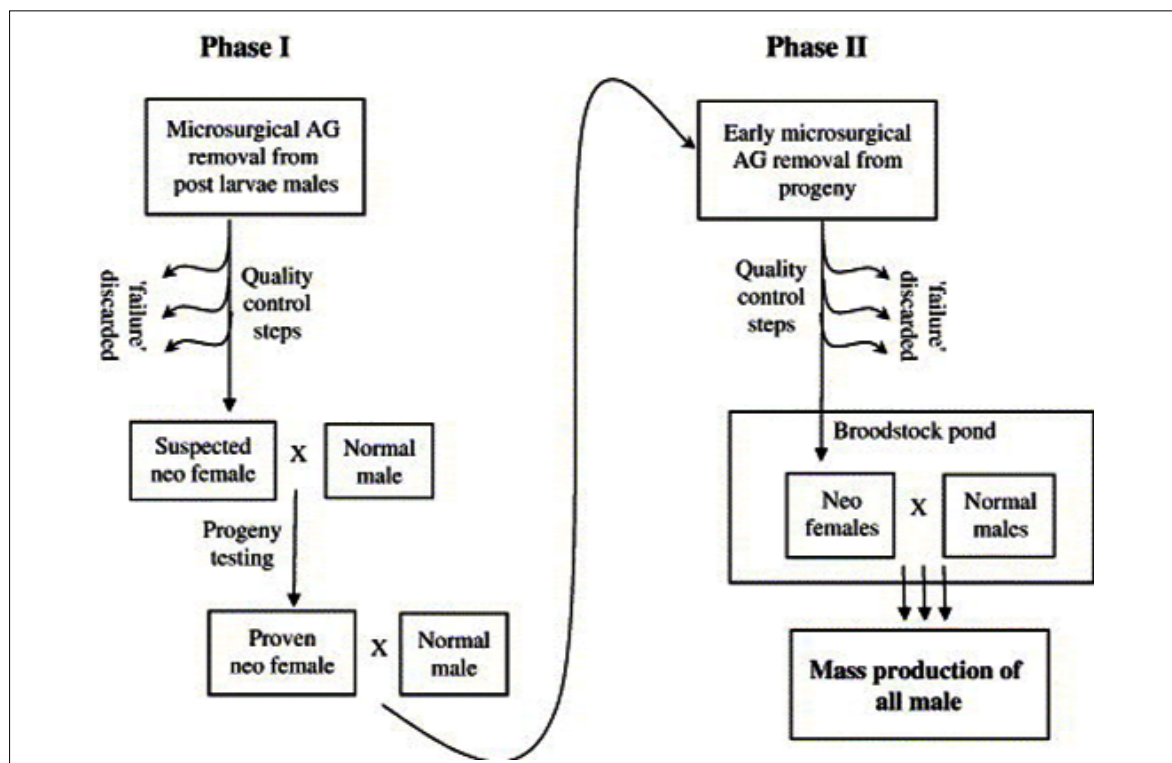 Phase I
Microsurgical AG
removal from
post larvae males
'failure'
discarded
Quality
control
steps
Suspected
neo female
X
Normal
male
Progeny
testing
Proven
neo female
X
Normal
male
Phase II
Early microsurgical
AG removal from
progeny
Quality
control
steps
'failure'
discarded
Broodstock pond
Neo
females
X
Normal
males
Mass production of
all male